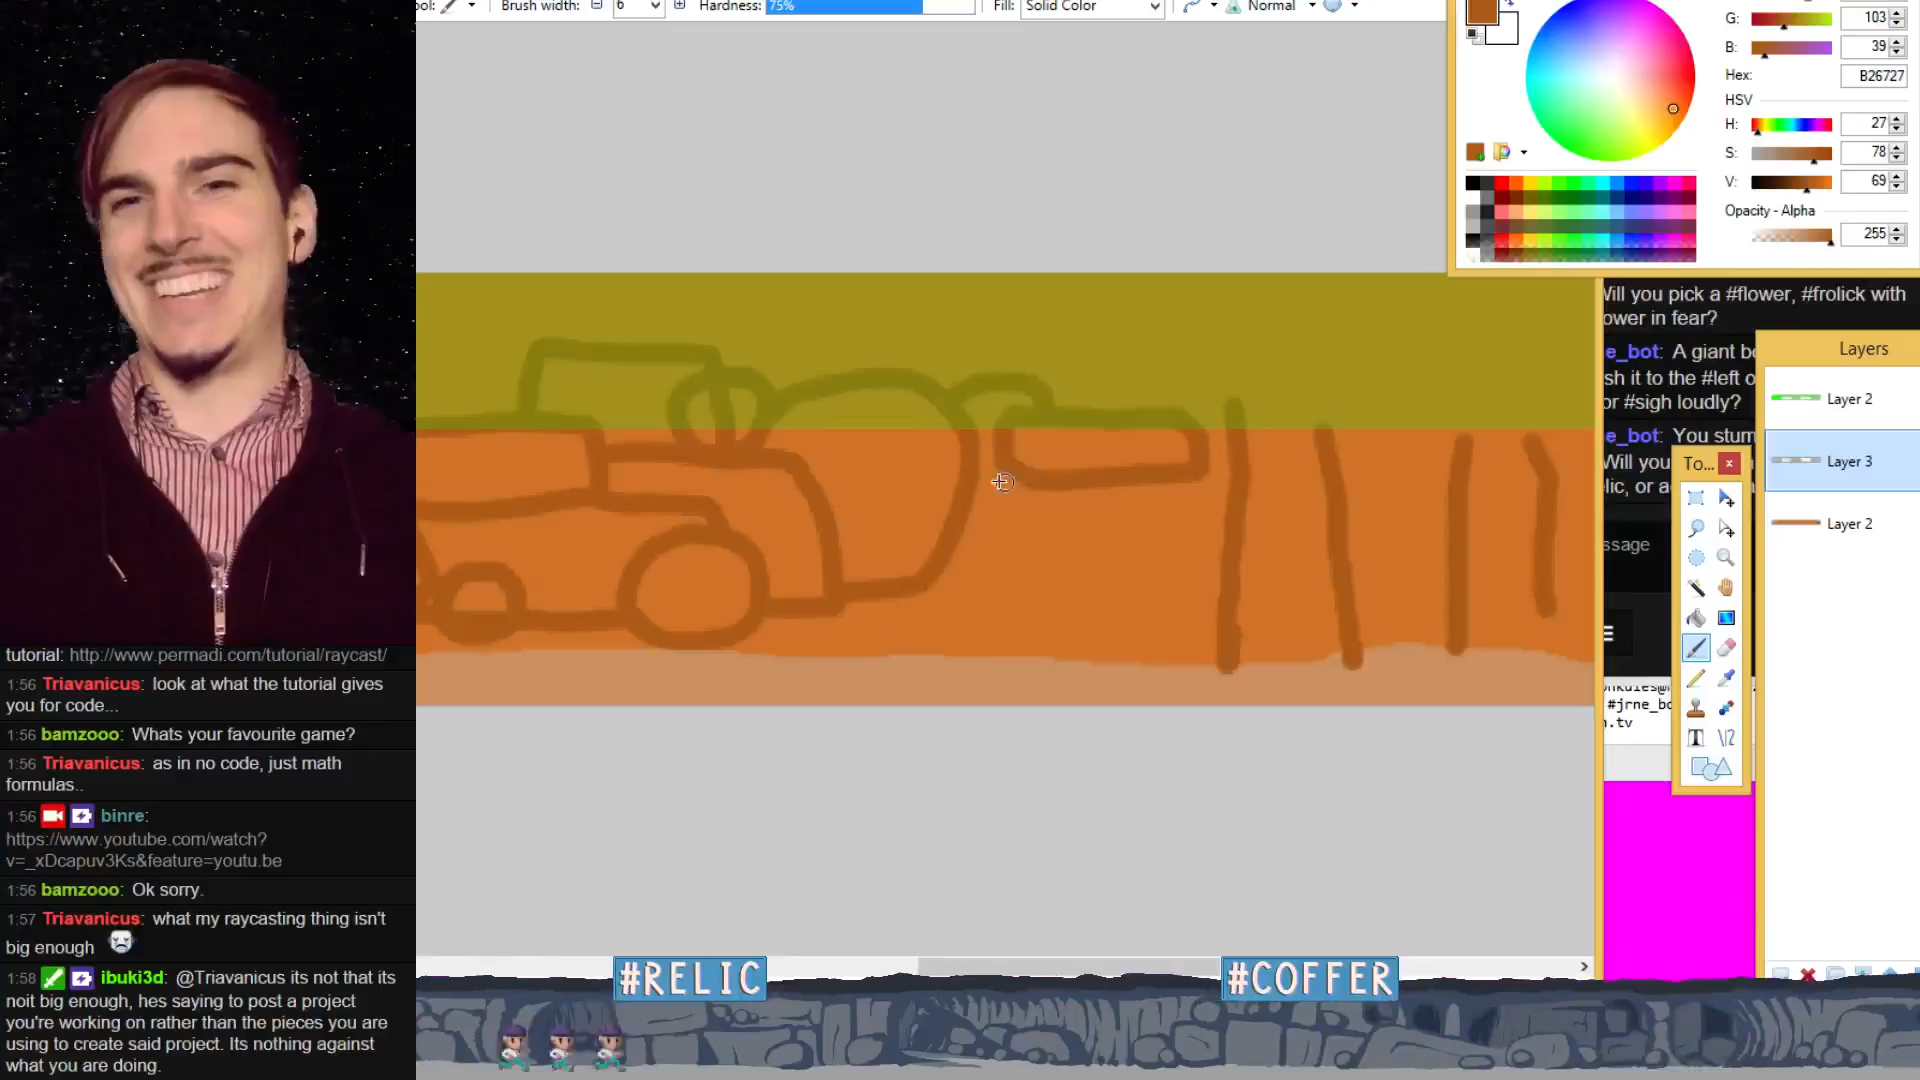 ool:
Brush width:
6
Hardness:
75%
Fill:
Solid Color
Normal
G:
103
B:
39
Hex:
B26727
HSV
H:
27
S:
78
V:
69
Opacity - Alpha
255
Will you pick a #flower, #frolick with
ower in fear?
e_bot: A giant bo
sh it to the #left o
or #sigh loudly?
e_bot: You stum
Will you
elic, or a
ssage
#jrne_bo
n.tv
Layers
Layer 2
Layer 3
Layer 2
To...
tutorial: http://www.permadi.com/tutorial/raycast/
1:56 Triavanicus: look at what the tutorial gives
you for code...
1:56 bamzooo: Whats your favourite game?
1:56 Triavanicus: as in no code, just math
formulas..
1:56 binre:
https://www.youtube.com/watch?
v=_xDcapuv3Ks&feature=youtu.be
1:56 bamzooo: Ok sorry.
1:57 Triavanicus: what my raycasting thing isn't
big enough
1:58 ibuki3d: @Triavanicus its not that its
noit big enough, hes saying to post a project
you're working on rather than the pieces you are
using to create said project. Its nothing against
what you are doing.
#RELIC
#COFFER